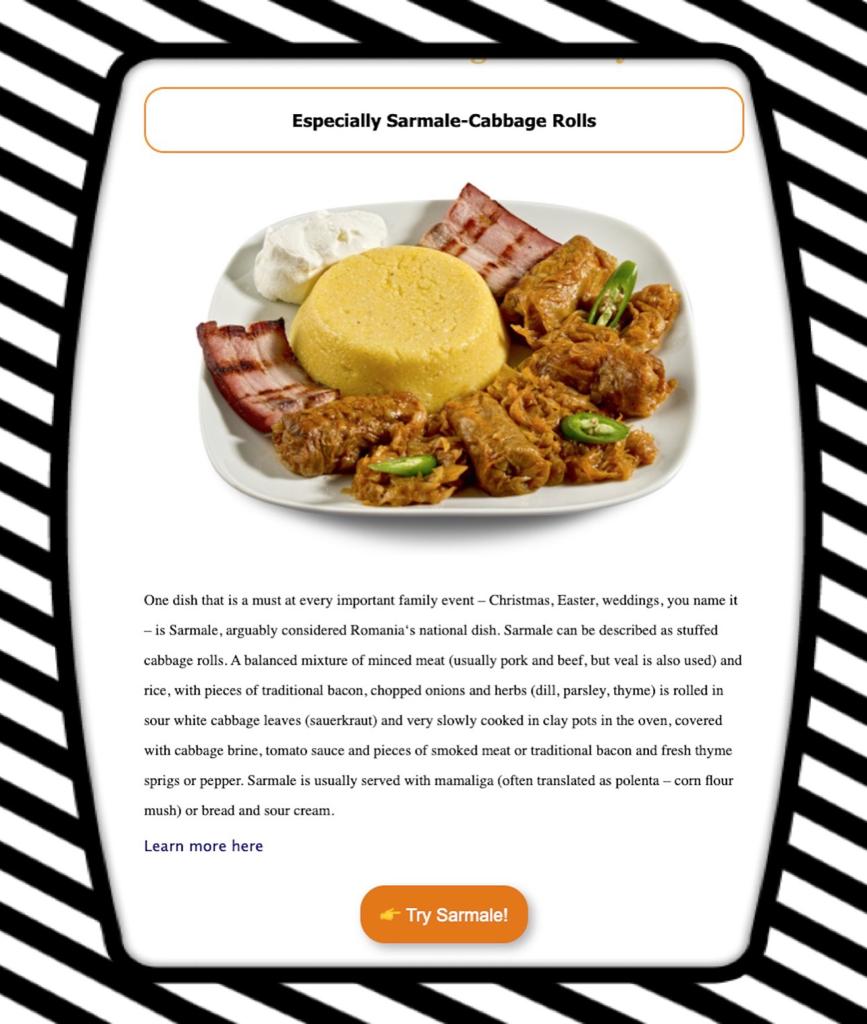 Especially Sarmale-Cabbage Rolls
One dish that is a must at every important family event – Christmas, Easter, weddings, you name it
– is Sarmale, arguably considered Romania‘s national dish. Sarmale can be described as stuffed
cabbage rolls. A balanced mixture of minced meat (usually pork and beef, but veal is also used) and
rice, with pieces of traditional bacon, chopped onions and herbs (dill, parsley, thyme) is rolled in
sour white cabbage leaves (sauerkraut) and very slowly cooked in clay pots in the oven, covered
with cabbage brine, tomato sauce and pieces of smoked meat or traditional bacon and fresh thyme
sprigs or pepper. Sarmale is usually served with mamaliga (often translated as polenta – corn flour
mush) or bread and sour cream.
Learn more here
👉 Try Sarmale!